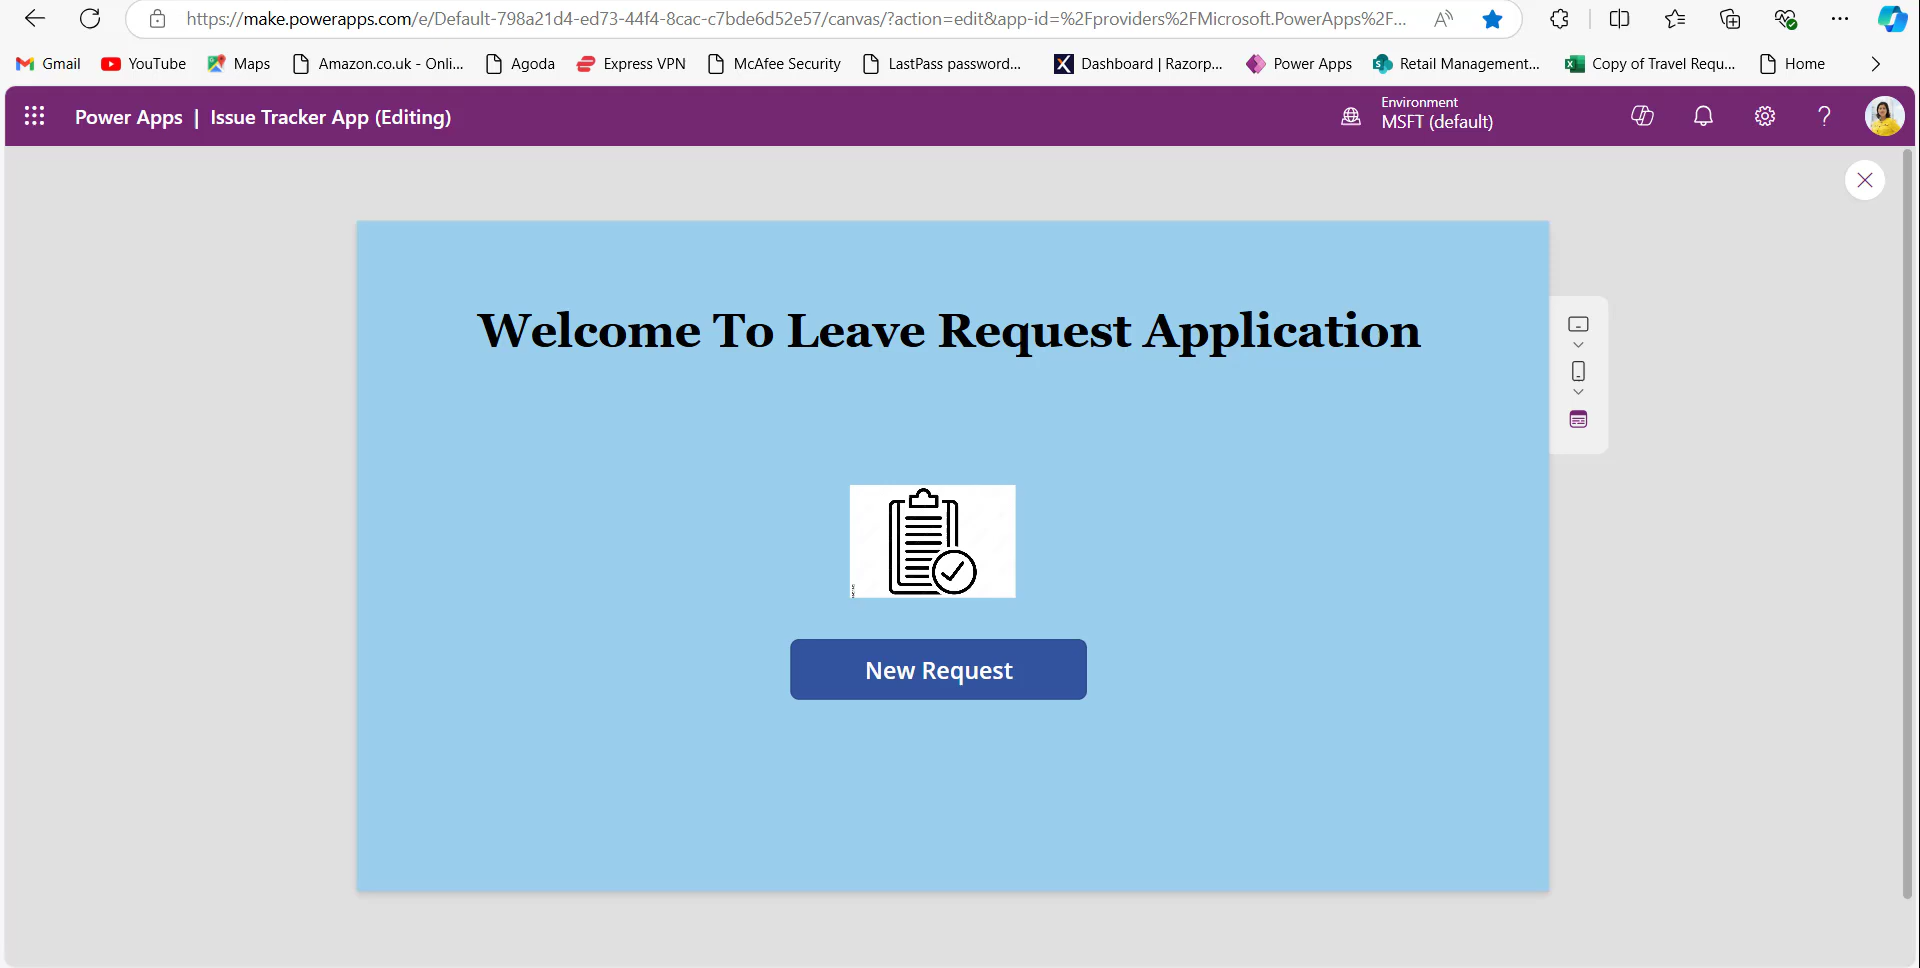 https://make.powerapps.com/e/Default-798a21d4-ed73-44f4-8cac-c7bde6d52e57/canvas/?action=edit&app-id=%2Fproviders%2FMicrosoft.PowerApps%2F...
Gmail YouTube Maps Amazon.co.uk - Onli... Agoda Express VPN McAfee Security LastPass password... Dashboard | Razorp... Power Apps Retail Management... Copy of Travel Requ... Home
Power Apps | Issue Tracker App (Editing)
Environment
MSFT (default)
Welcome To Leave Request Application
New Request